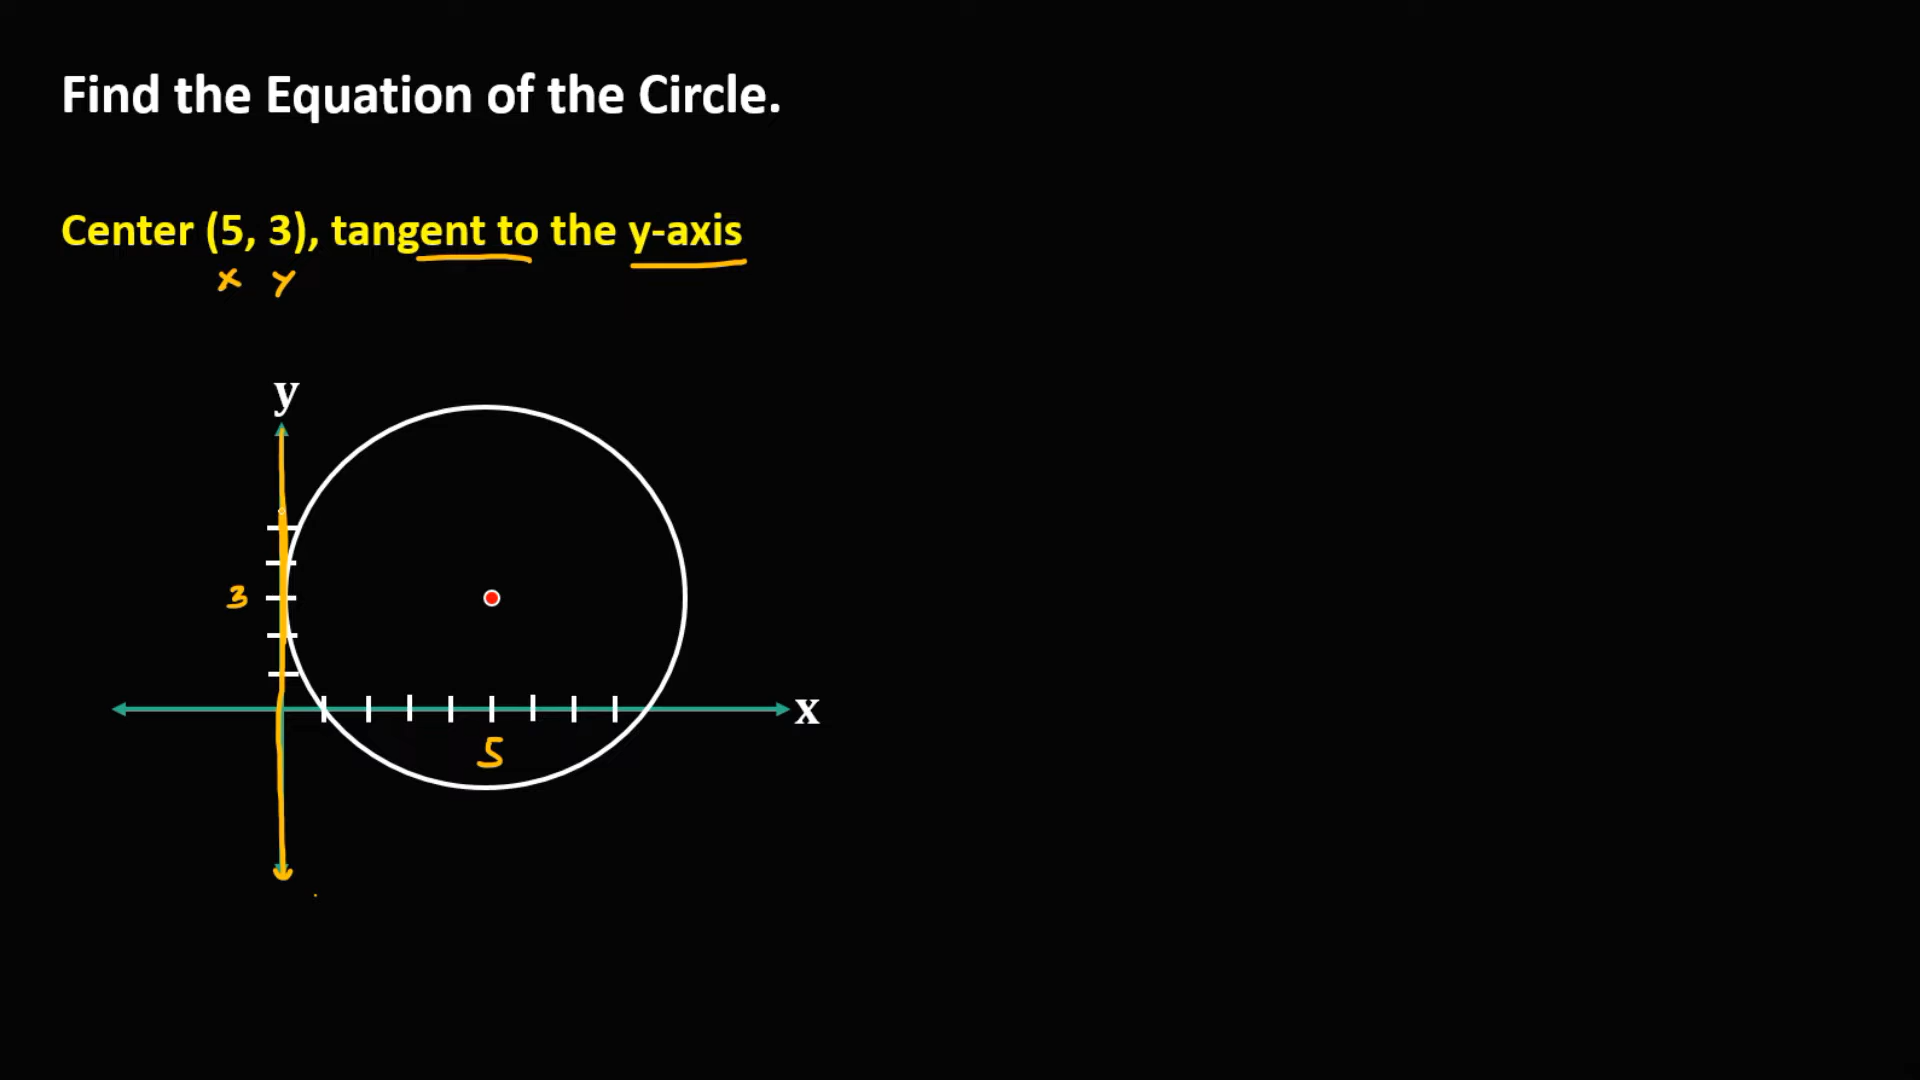 Find the Equation of the Circle.
Center (5, 3), tangent to the y-axis
x y
y
3
x
5